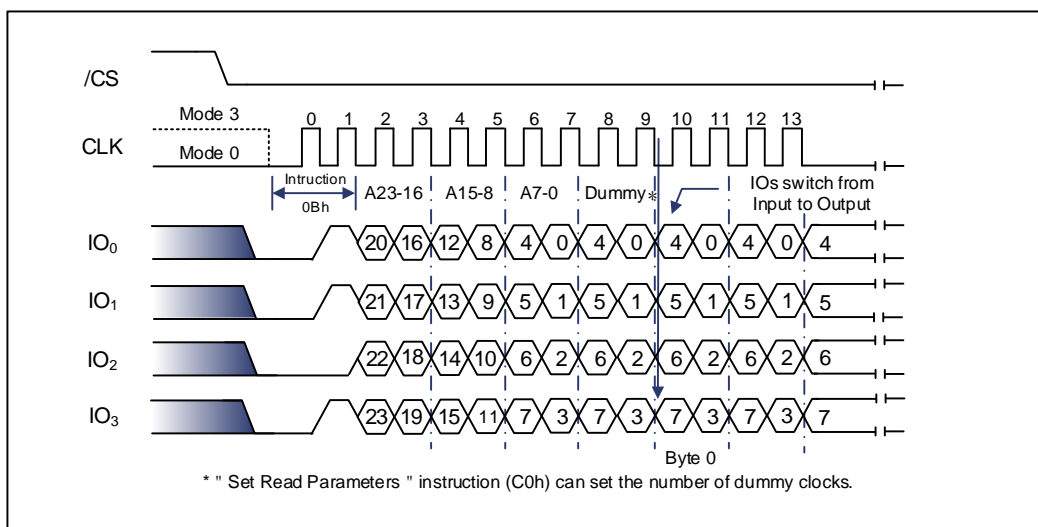 /CS
Mode 3
CLK
Mode 0
0 1 2 3 4 5 6 7 8 9 10 11 12 13
Intruction
0Bh
A23-16 A15-8 A7-0 Dummy*
IOs switch from
Input to Output
IO0 20 16 12 8 4 0 4 0 4 0 4 0 4
IO1 21 17 13 9 5 1 5 1 5 1 5 1 5
IO2 22 18 14 10 6 2 6 2 6 2 6 2 6
IO3 23 19 15 11 7 3 7 3 7 3 7 3 7
Byte 0
* " Set Read Parameters " instruction (C0h) can set the number of dummy clocks.